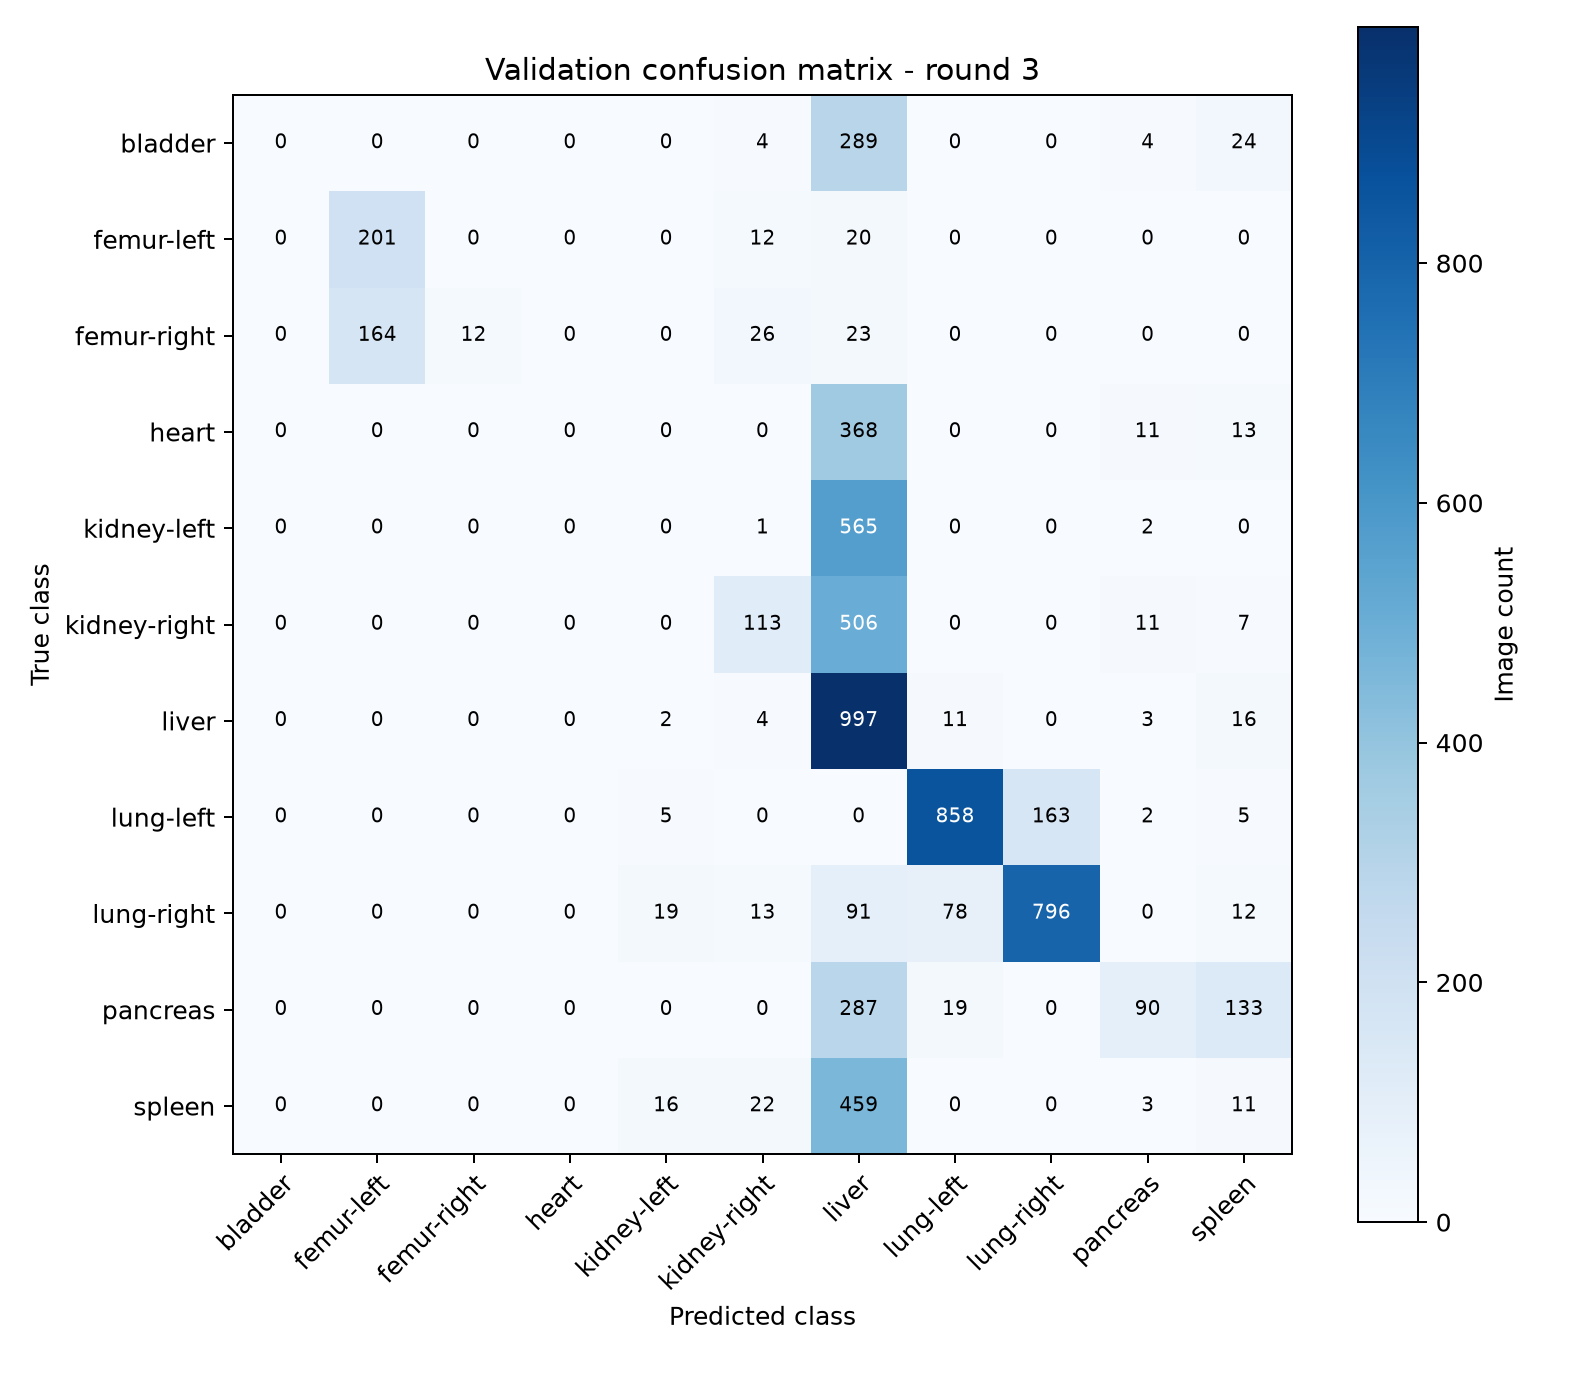 Validation confusion matrix - round 3
bladder 0 0 0 0 0 4 289 0 0 4 24
femur-left 0 201 0 0 0 12 20 0 0 0 0
femur-right 0 164 12 0 0 26 23 0 0 0 0
heart 0 0 0 0 0 0 368 0 0 11 13
kidney-left 0 0 0 0 0 1 565 0 0 2 0
kidney-right 0 0 0 0 0 113 506 0 0 11 7
liver 0 0 0 0 2 4 997 11 0 3 16
lung-left 0 0 0 0 5 0 0 858 163 2 5
lung-right 0 0 0 0 19 13 91 78 796 0 12
pancreas 0 0 0 0 0 0 287 19 0 90 133
spleen 0 0 0 0 16 22 459 0 0 3 11
True class
bladder femur-left femur-right heart kidney-left kidney-right liver lung-left lung-right pancreas spleen
Predicted class
800
600
400
200
0
Image count